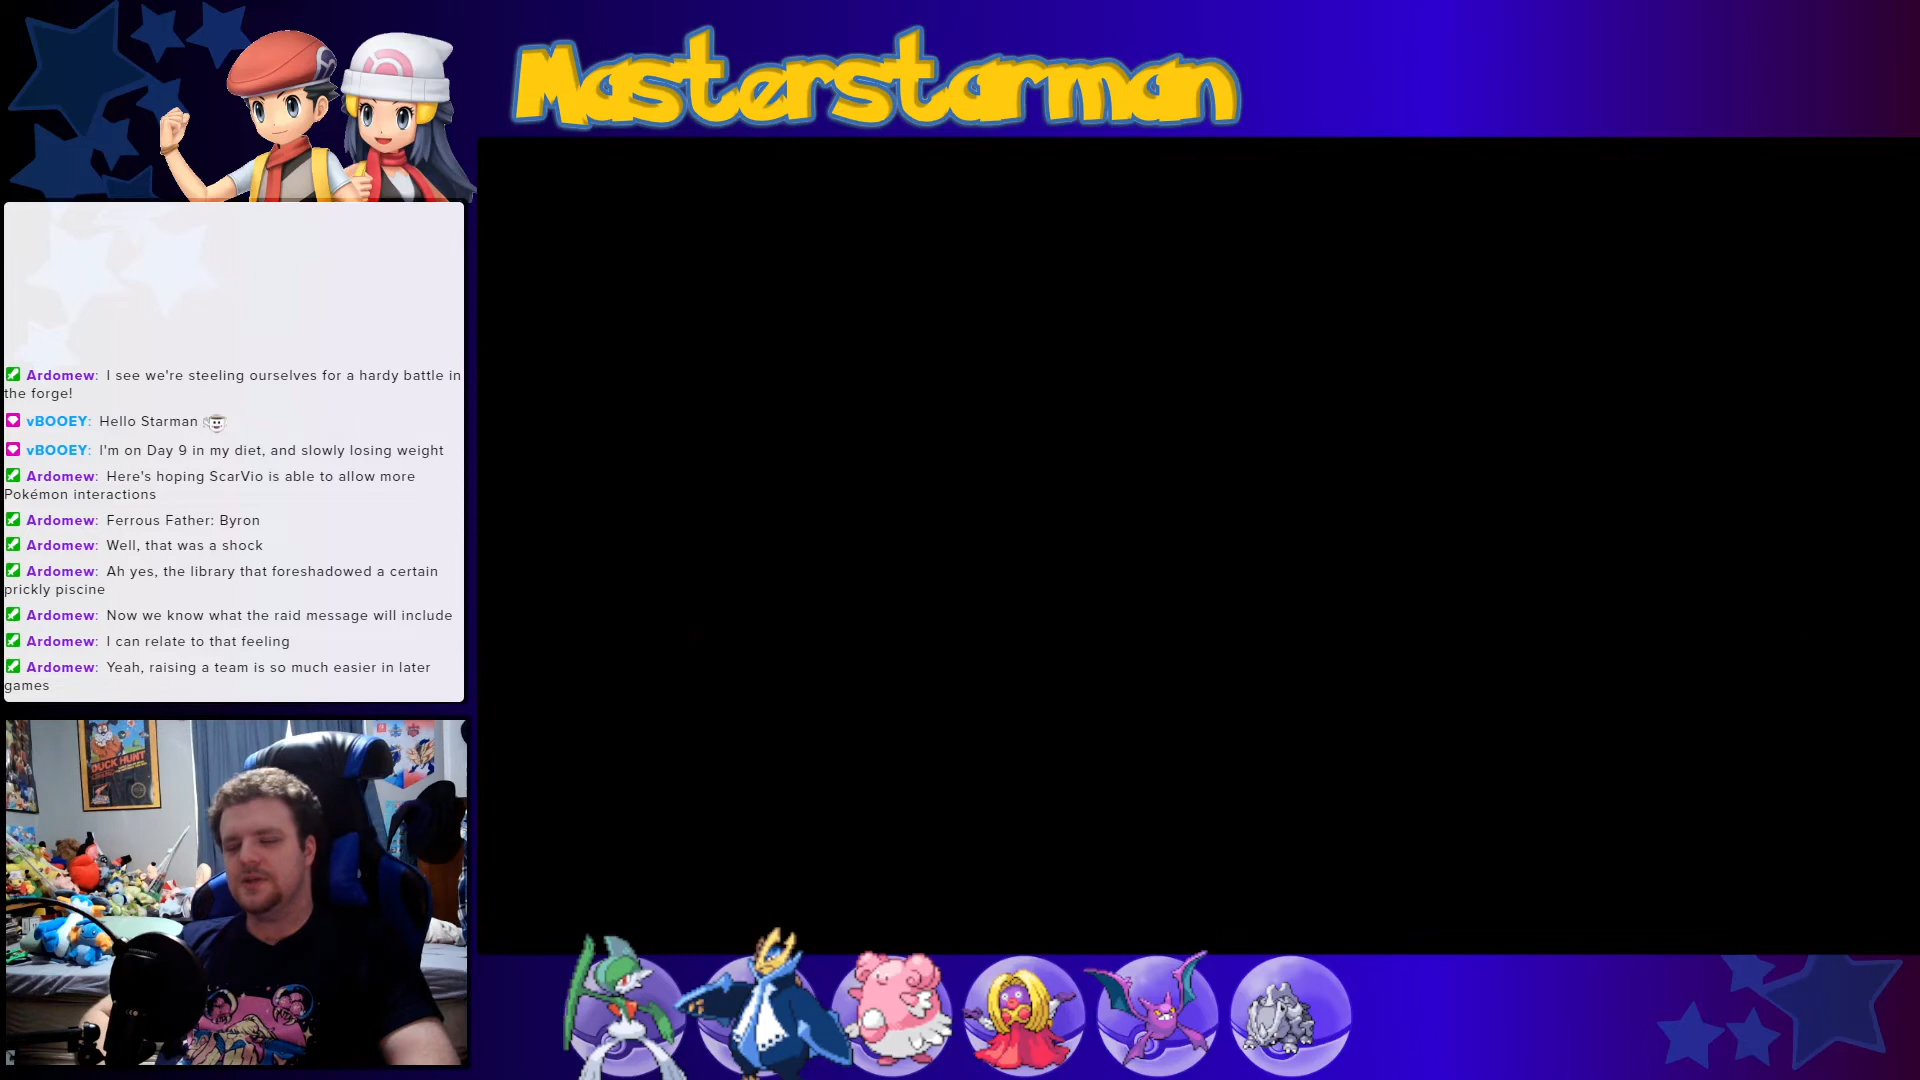 Masterstarman
Ardomew: I see we're steeling ourselves for a hardy battle in
the forge!
vBOOEY: Hello Starman
vBOOEY: I'm on Day 9 in my diet, and slowly losing weight
Ardomew: Here's hoping ScarVio is able to allow more
Pokémon interactions
Ardomew: Ferrous Father: Byron
Ardomew: Well, that was a shock
Ardomew: Ah yes, the library that foreshadowed a certain
prickly piscine
Ardomew: Now we know what the raid message will include
Ardomew: I can relate to that feeling
Ardomew: Yeah, raising a team is so much easier in later
games
DUCK HUNT